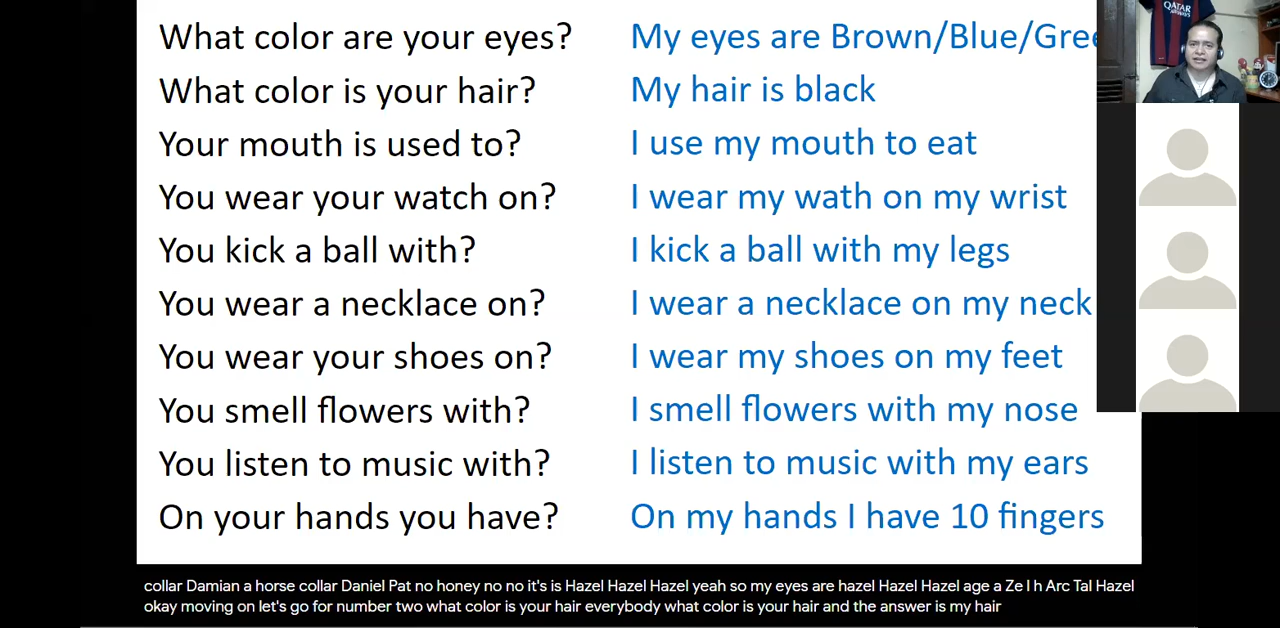 What color are your eyes? My eyes are Brown/Blue/Gree
What color is your hair? My hair is black
Your mouth is used to? I use my mouth to eat
You wear your watch on? I wear my wath on my wrist
You kick a ball with? I kick a ball with my legs
You wear a necklace on? I wear a necklace on my neck
You wear your shoes on? I wear my shoes on my feet
You smell flowers with? I smell flowers with my nose
You listen to music with? I listen to music with my ears
On your hands you have? On my hands I have 10 fingers
QATAR
AIRWAYS
collar Damian a horse collar Daniel Pat no honey no no it's is Hazel Hazel Hazel yeah so my eyes are hazel Hazel Hazel age a Ze l h Arc Tal Hazel
okay moving on let's go for number two what color is your hair everybody what color is your hair and the answer is my hair